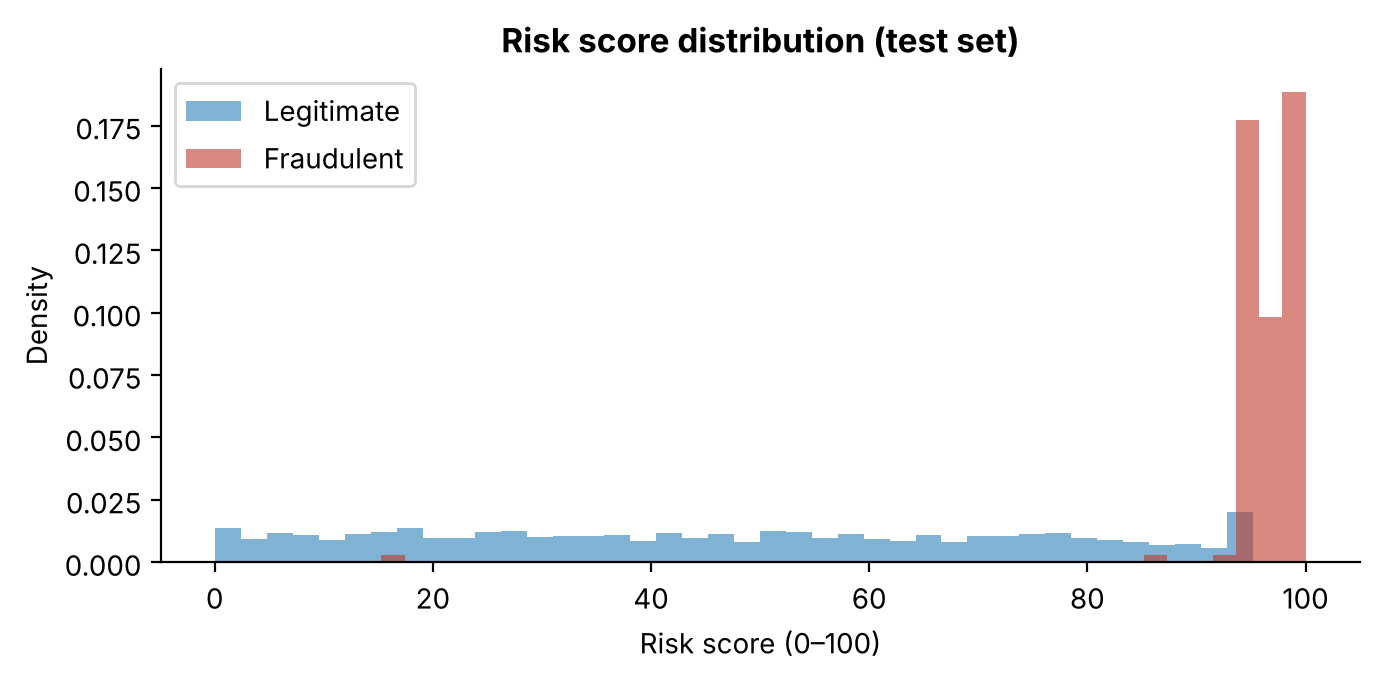 Risk score distribution (test set)
Legitimate
Fraudulent
0.175
0.150
0.125
0.100
0.075
0.050
0.025
0.000
Density
0 20 40 60 80 100
Risk score (0–100)